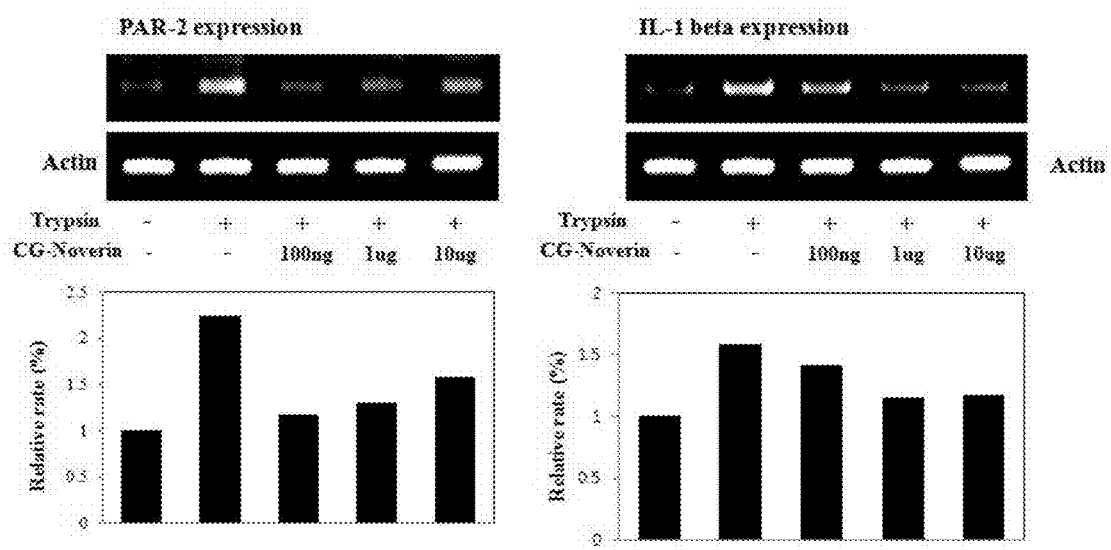 PAR-2 expression
IL-1 beta expression
Actin
Actin
Trypsin - + + + +
CG-Noverin - - 100ng 1ug 10ug
Trypsin - + + + +
CG-Noverin - - 100ng 1ug 10ug
Relative rate (%)
2.5
2
1.5
1
0.5
0
Relative rate (%)
2
1.5
1
0.5
0